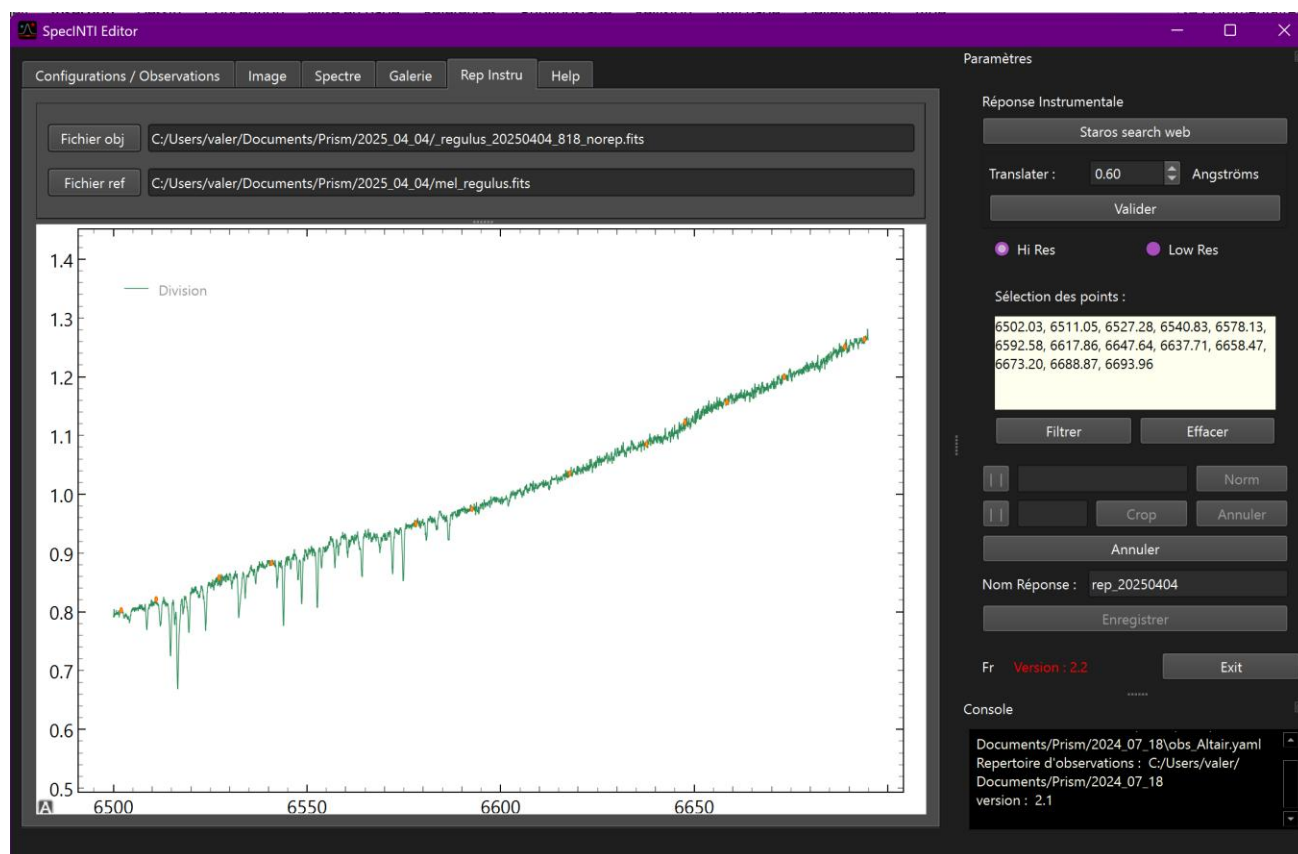 SpecINTI Editor
Configurations / Observations Image Spectre Galerie Rep Instru Help
Fichier obj C:/Users/valer/Documents/Prism/2025_04_04/_regulus_20250404_818_norep.fits
Fichier ref C:/Users/valer/Documents/Prism/2025_04_04/mel_regulus.fits
Division
1.4
1.3
1.2
1.1
1.0
0.9
0.8
0.7
0.6
0.5
A
6500 6550 6600 6650
Paramètres
Réponse Instrumentale
Staros search web
Translater : 0.60 Angströms
Valider
Hi Res Low Res
Sélection des points :
6502.03, 6511.05, 6527.28, 6540.83, 6578.13,
6592.58, 6617.86, 6647.64, 6637.71, 6658.47,
6673.20, 6688.87, 6693.96
Filtrer Effacer
| | Norm
| | Crop Annuler
Annuler
Nom Réponse : rep_20250404
Enregistrer
Fr Version : 2.2 Exit
Console
Documents/Prism/2024_07_18\obs_Altair.yaml
Repertoire d'observations : C:/Users/valer/
Documents/Prism/2024_07_18
version : 2.1